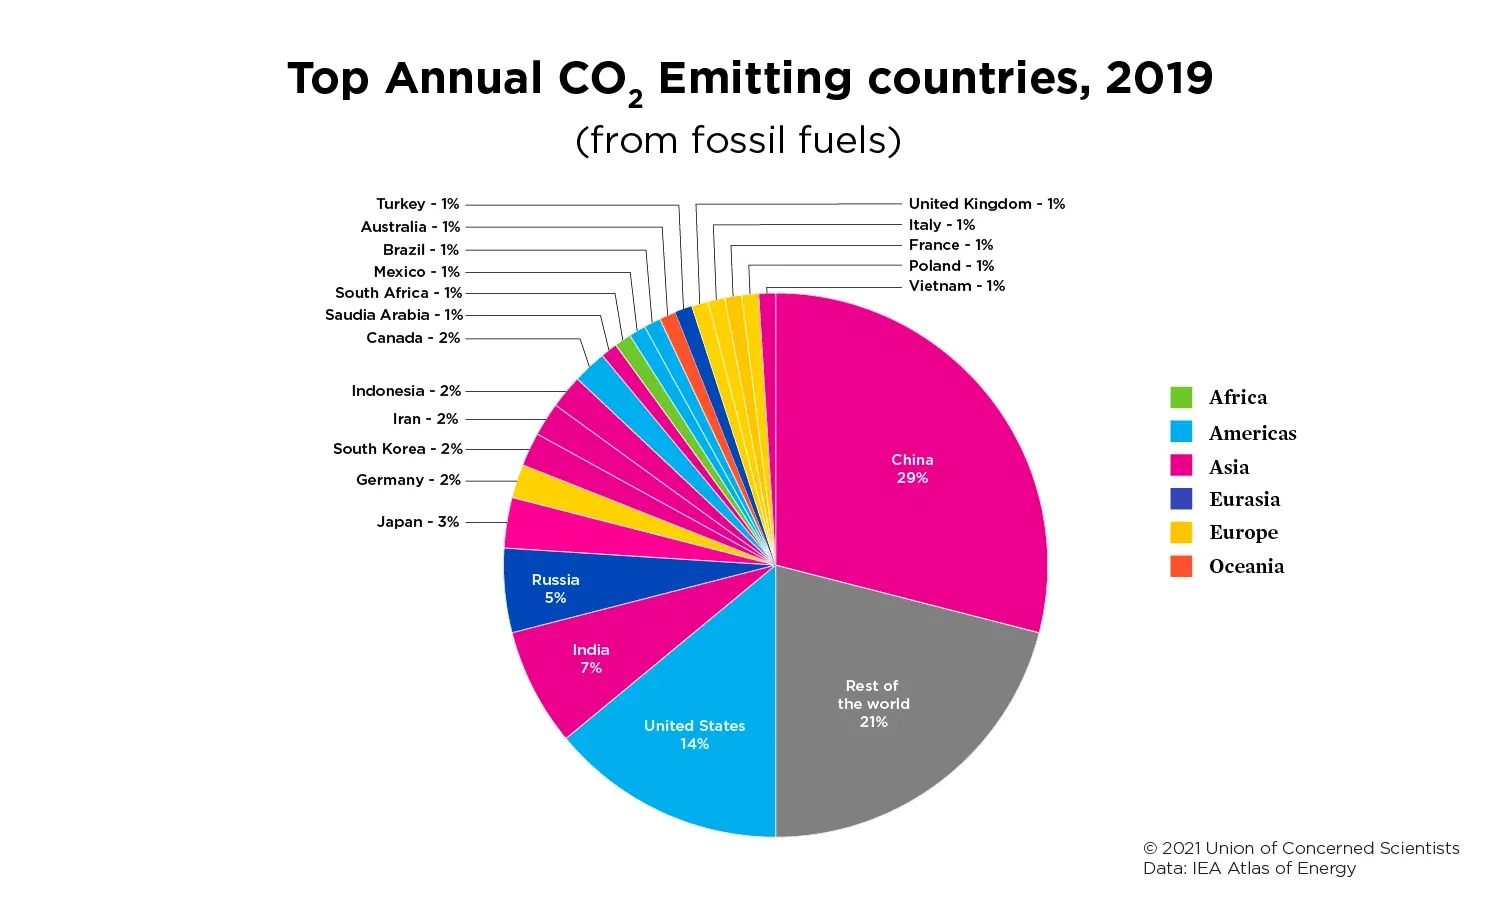 Top Annual CO2 Emitting countries, 2019
(from fossil fuels)
Turkey - 1%
Australia - 1%
Brazil - 1%
Mexico - 1%
South Africa - 1%
Saudia Arabia - 1%
Canada - 2%
Indonesia - 2%
Iran - 2%
South Korea - 2%
Germany - 2%
Japan - 3%
United Kingdom - 1%
Italy - 1%
France - 1%
Poland - 1%
Vietnam - 1%
China
29%
Rest of
the world
21%
United States
14%
India
7%
Russia
5%
Africa
Americas
Asia
Eurasia
Europe
Oceania
© 2021 Union of Concerned Scientists
Data: IEA Atlas of Energy